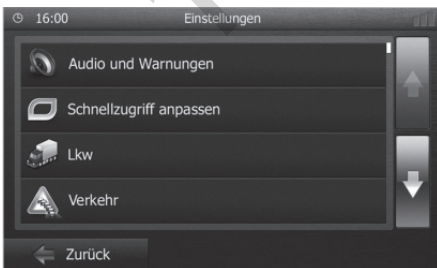 16:00 Einstellungen
Audio und Warnungen
Schnellzugriff anpassen
Lkw
Verkehr
Zurück